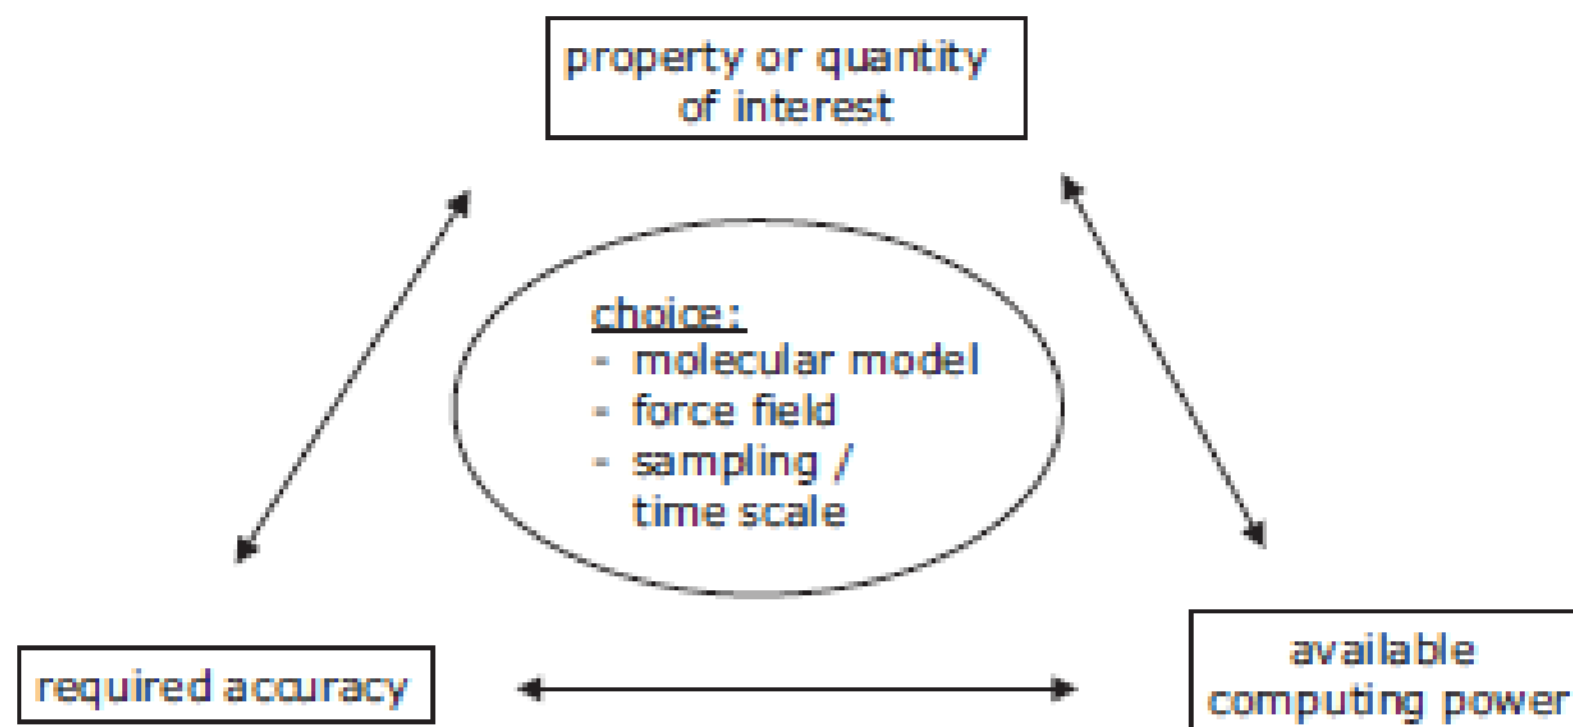 property or quantity
of interest
choice:
- molecular model
- force field
- sampling /
time scale
required accuracy
available
computing power